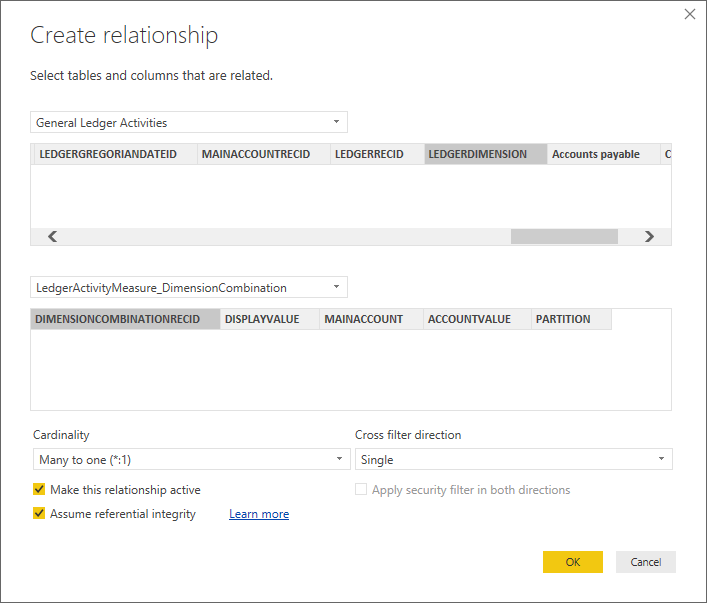 Create relationship
Select tables and columns that are related.
General Ledger Activities
LEDGERGREGORIANDATEID MAINACCOUNTRECID LEDGERRECID LEDGERDIMENSION Accounts payable C
LedgerActivityMeasure_DimensionCombination
DIMENSIONCOMBINATIONRECID DISPLAYVALUE MAINACCOUNT ACCOUNTVALUE PARTITION
Cardinality Cross filter direction
Many to one (*:1) Single
Make this relationship active Apply security filter in both directions
Assume referential integrity Learn more
OK Cancel